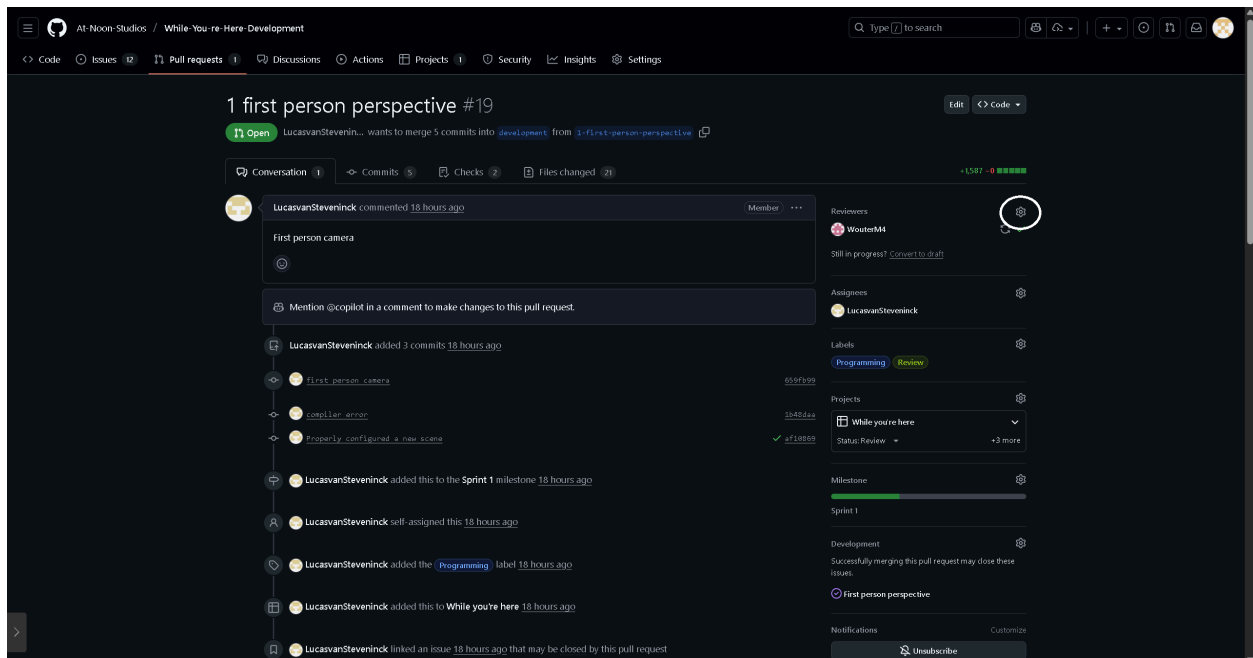 At-Noon-Studios / While-You-re-Here-Development
Type / to search
Code Issues 12 Pull requests 1 Discussions Actions Projects 1 Security Insights Settings
1 first person perspective #19
Edit Code
Open LucasvanStevenin... wants to merge 5 commits into development from 1-first-person-perspective
Conversation 1 Commits 5 Checks 2 Files changed 21
+1,587 −0
LucasvanSteveninck commented 18 hours ago Member
First person camera
Mention @copilot in a comment to make changes to this pull request.
LucasvanSteveninck added 3 commits 18 hours ago
first person camera 659fb99
compiler error 1b48daa
Properly configured a new scene af10869
LucasvanSteveninck added this to the Sprint 1 milestone 18 hours ago
LucasvanSteveninck self-assigned this 18 hours ago
LucasvanSteveninck added the Programming label 18 hours ago
LucasvanSteveninck added this to While you're here 18 hours ago
LucasvanSteveninck linked an issue 18 hours ago that may be closed by this pull request
Reviewers
WouterM4
Still in progress? Convert to draft
Assignees
LucasvanSteveninck
Labels
Programming Review
Projects
While you're here
Status: Review +3 more
Milestone
Sprint 1
Development
Successfully merging this pull request may close these
issues.
First person perspective
Notifications Customize
Unsubscribe